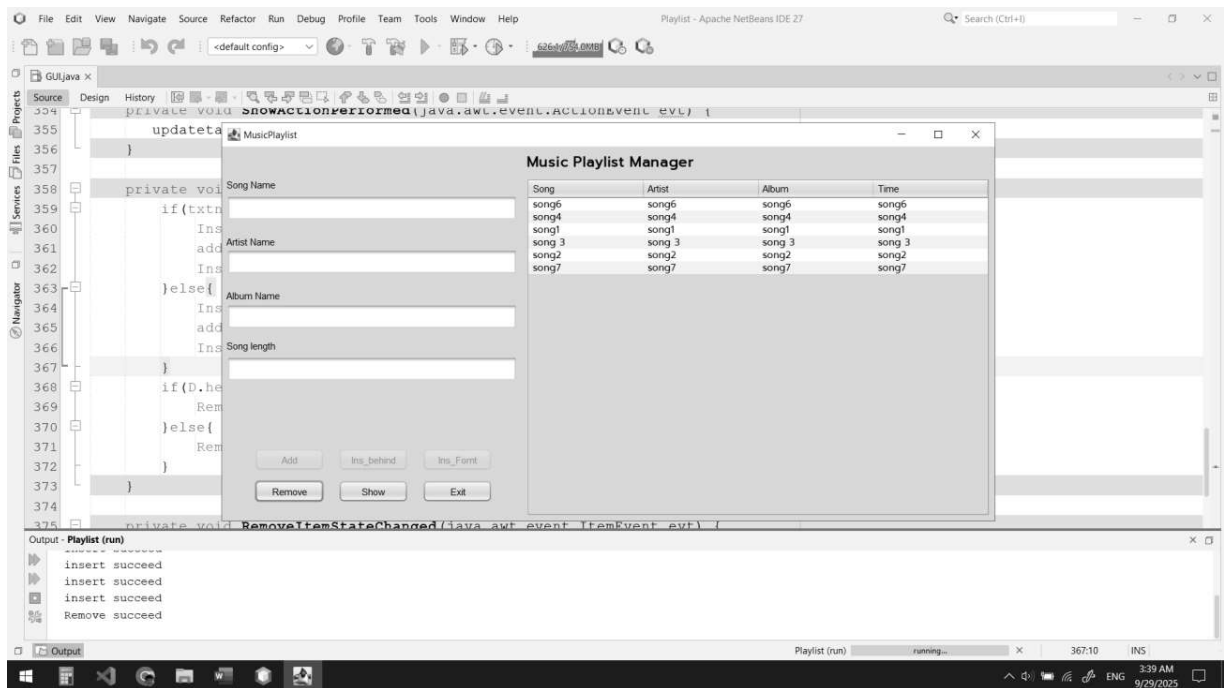 File Edit View Navigate Source Refactor Run Debug Profile Team Tools Window Help
Playlist - Apache NetBeans IDE 27
Search (Ctrl+I)
<default config>
GUI.java
Source Design History
Projects
Files
Services
Navigator
354 private void ShowActionPerformed(java.awt.event.ActionEvent evt) {
355 updateta
356 }
357
358 private voi
359 if(txtn
360 Ins
361 add
362 Ins
363 }else{
364 Ins
365 add
366 Ins
367 }
368 if(D.he
369 Rem
370 }else{
371 Rem
372 }
373 }
374
375 private void RemoveItemStateChanged(java.awt.event.ItemEvent evt) {
MusicPlaylist
Music Playlist Manager
Song Name
Artist Name
Album Name
Song length
Song Artist Album Time
song6 song6 song6 song6
song4 song4 song4 song4
song1 song1 song1 song1
song 3 song 3 song 3 song 3
song2 song2 song2 song2
song7 song7 song7 song7
Add Ins_behind Ins_Fornt
Remove Show Exit
Output - Playlist (run)
insert succeed
insert succeed
insert succeed
insert succeed
Remove succeed
Output
Playlist (run) running... 367:10 INS
ENG
3:39 AM
9/29/2025